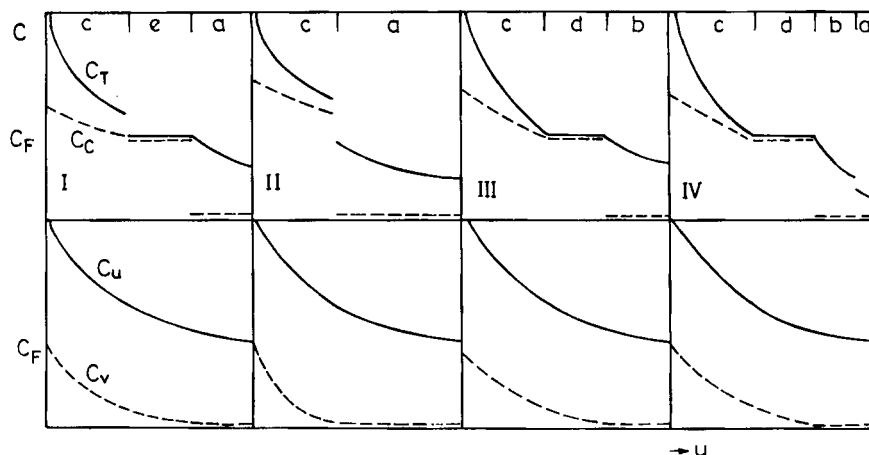 C c e a c a c d b c d b a
C_T
C_F C_C
I II III IV
C_u
C_F
C_v
→ u